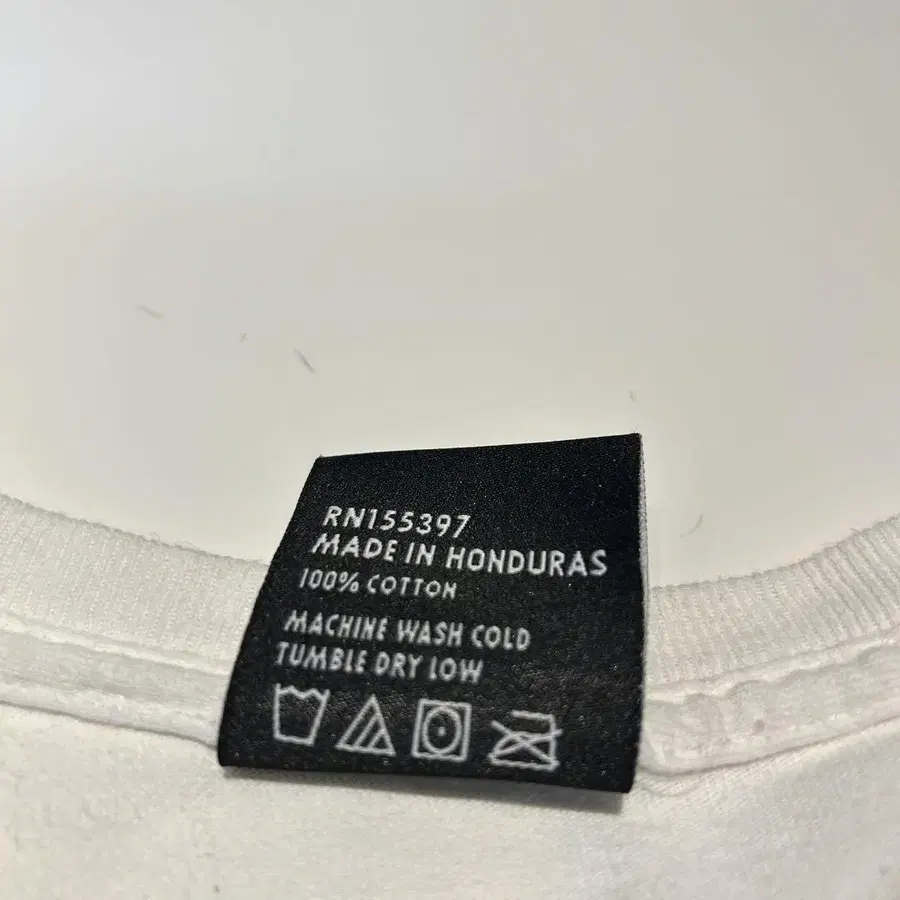 RN155397
MADE IN HONDURAS
100% COTTON
MACHINE WASH COLD
TUMBLE DRY LOW